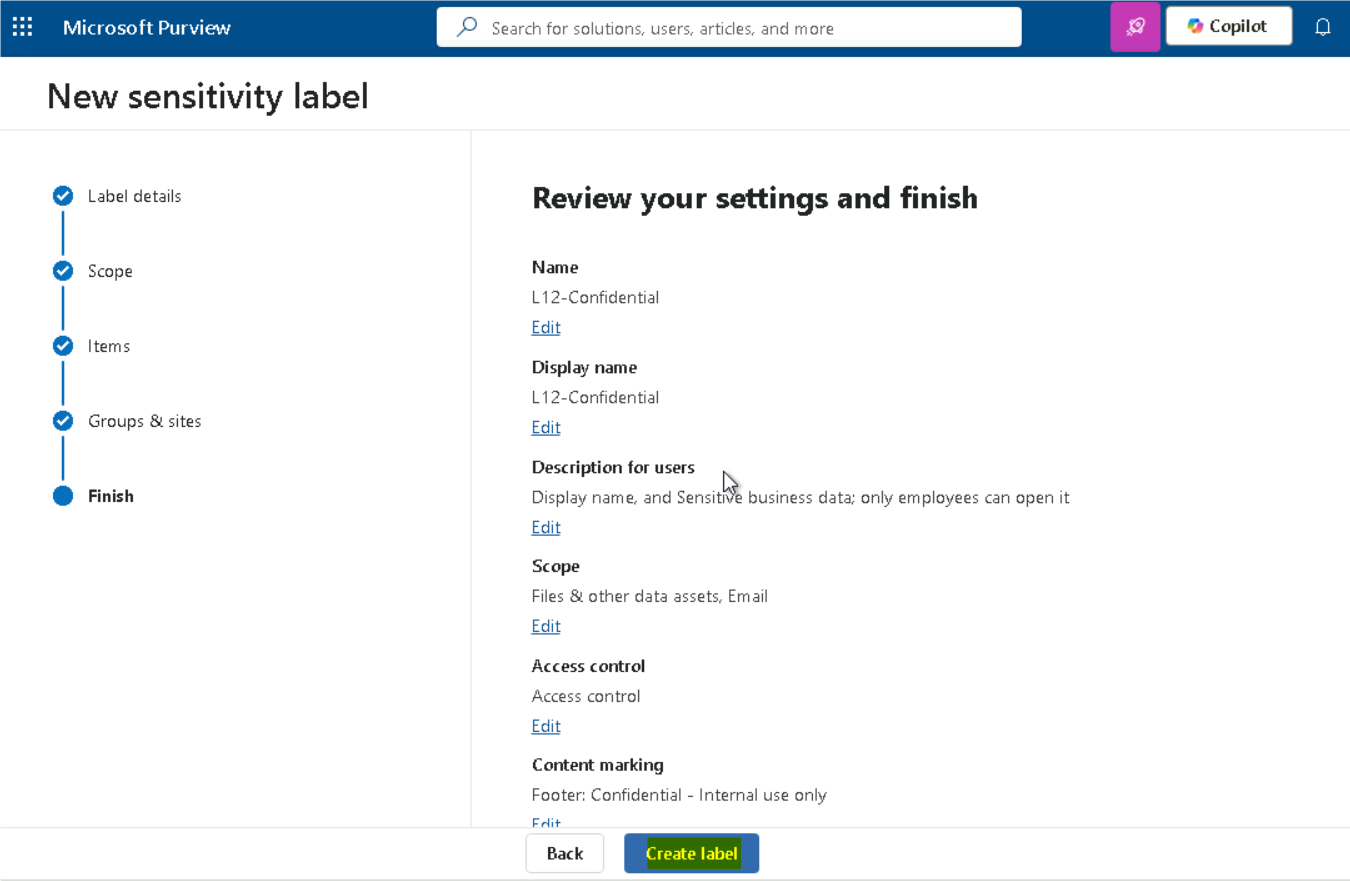 Microsoft Purview
Search for solutions, users, articles, and more
Copilot
New sensitivity label
Label details
Scope
Items
Groups & sites
Finish
Review your settings and finish
Name
L12-Confidential
Edit
Display name
L12-Confidential
Edit
Description for users
Display name, and Sensitive business data; only employees can open it
Edit
Scope
Files & other data assets, Email
Edit
Access control
Access control
Edit
Content marking
Footer: Confidential - Internal use only
Edit
Back
Create label